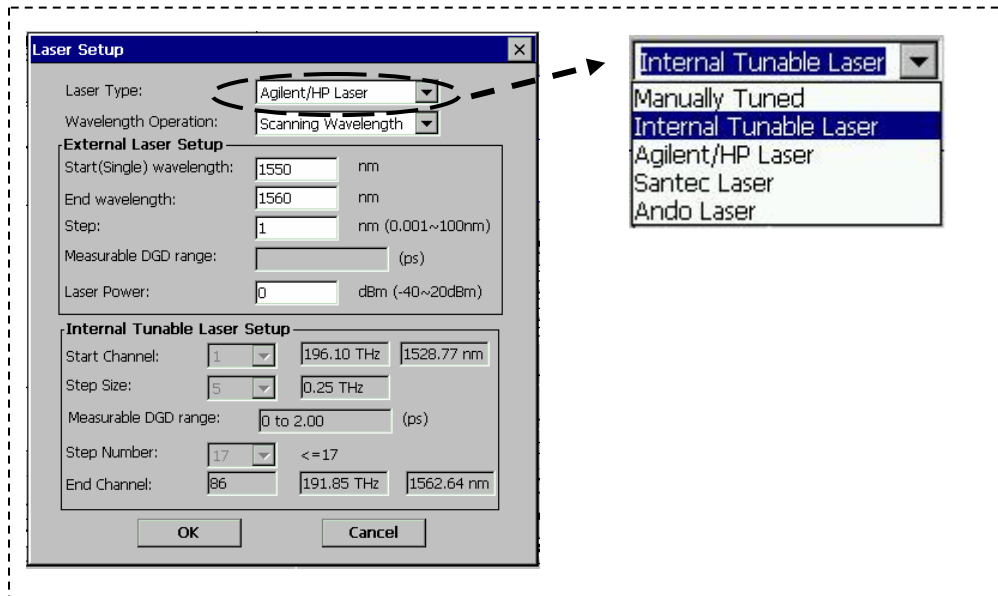 Laser Setup
Laser Type: Agilent/HP Laser
Wavelength Operation: Scanning Wavelength
External Laser Setup
Start(Single) wavelength: 1550 nm
End wavelength: 1560 nm
Step: 1 nm (0.001~100nm)
Measurable DGD range: (ps)
Laser Power: 0 dBm (-40~20dBm)
Internal Tunable Laser Setup
Start Channel: 1 196.10 THz 1528.77 nm
Step Size: 5 0.25 THz
Measurable DGD range: 0 to 2.00 (ps)
Step Number: 17 <=17
End Channel: 86 191.85 THz 1562.64 nm
OK Cancel
Internal Tunable Laser
Manually Tuned
Internal Tunable Laser
Agilent/HP Laser
Santec Laser
Ando Laser